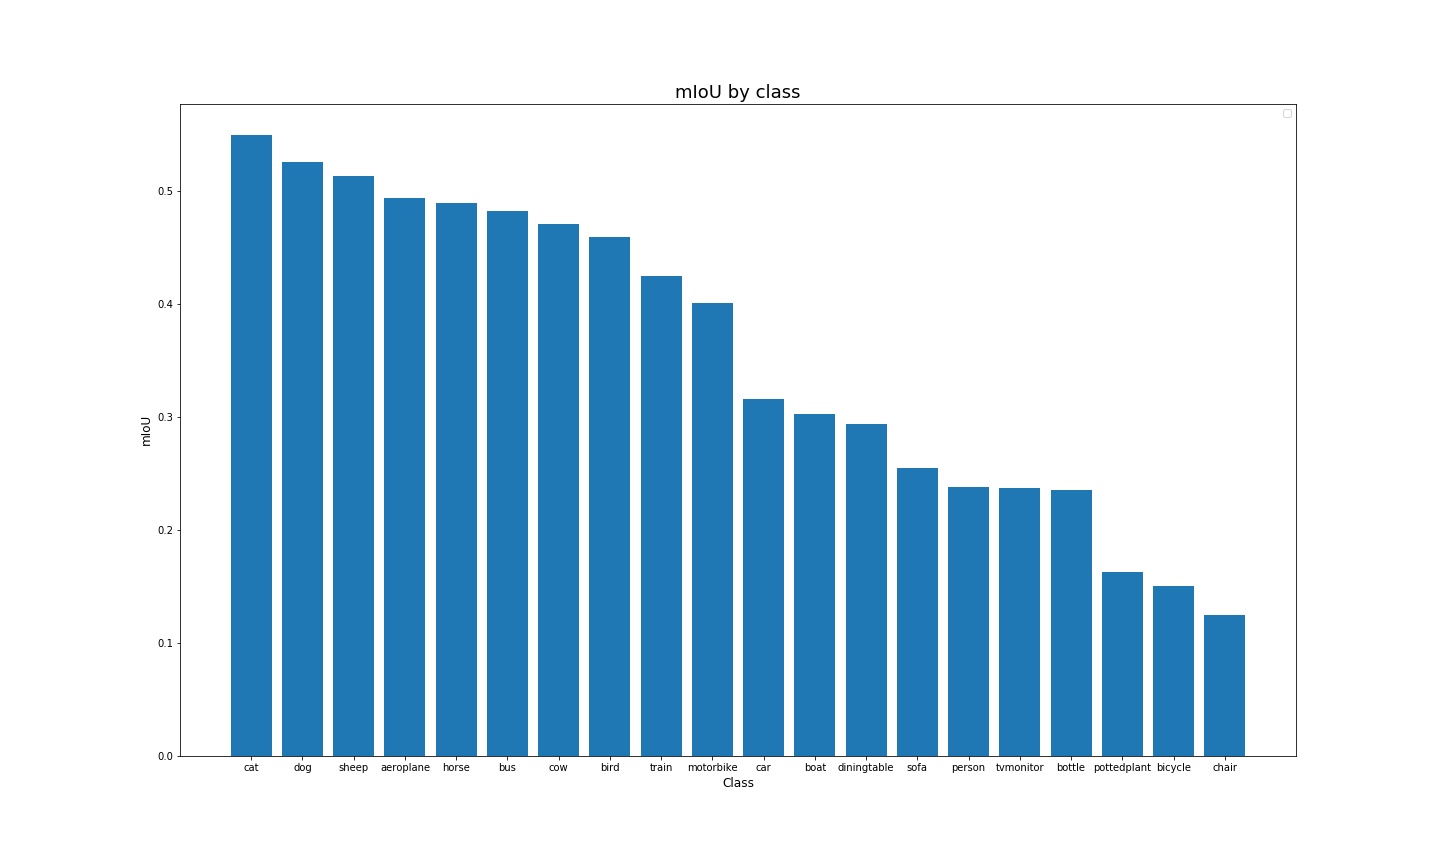 mIoU by class
0.5
0.4
0.3
0.2
0.1
0.0
mIoU
cat dog sheep aeroplane horse bus cow bird train motorbike car boat diningtable sofa person tvmonitor bottle pottedplant bicycle chair
Class